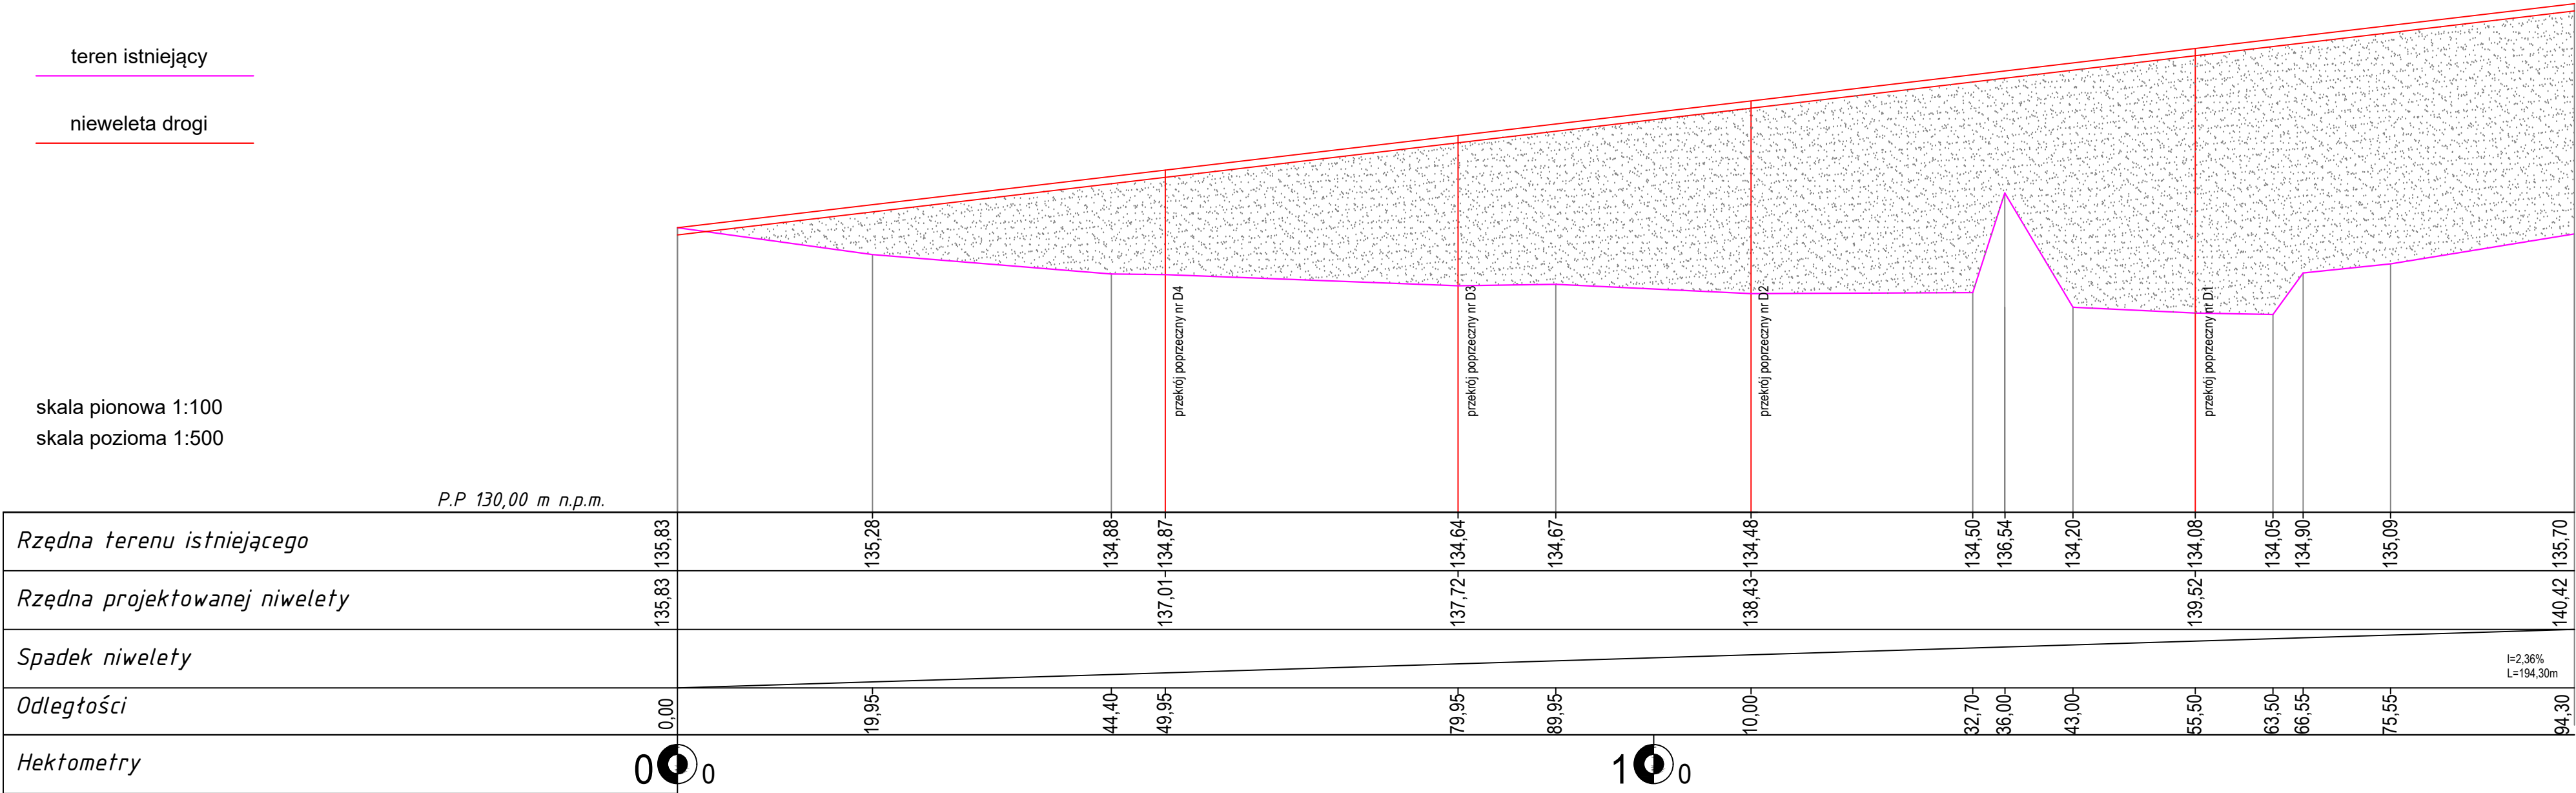 teren istniejący
nieweleta drogi
skala pionowa 1:100
skala pozioma 1:500
P.P 130,00 m n.p.m.
przekrój poprzeczny nr D4
przekrój poprzeczny nr D3
przekrój poprzeczny nr D2
przekrój poprzeczny nr D1
Rzędna terenu istniejącego
135,83 135,28 134,88 134,87 134,64 134,67 134,48 134,50 136,54 134,20 134,08 134,05 134,90 135,09 135,70
Rzędna projektowanej niwelety
135,83 137,01 137,72 138,43 139,52 140,42
Spadek niwelety
I=2,36%
L=194,30m
Odległości
0,00 19,95 44,40 49,95 79,95 89,95 10,00 32,70 36,00 43,00 55,50 63,50 66,55 75,55 94,30
Hektometry
0 0 1 0